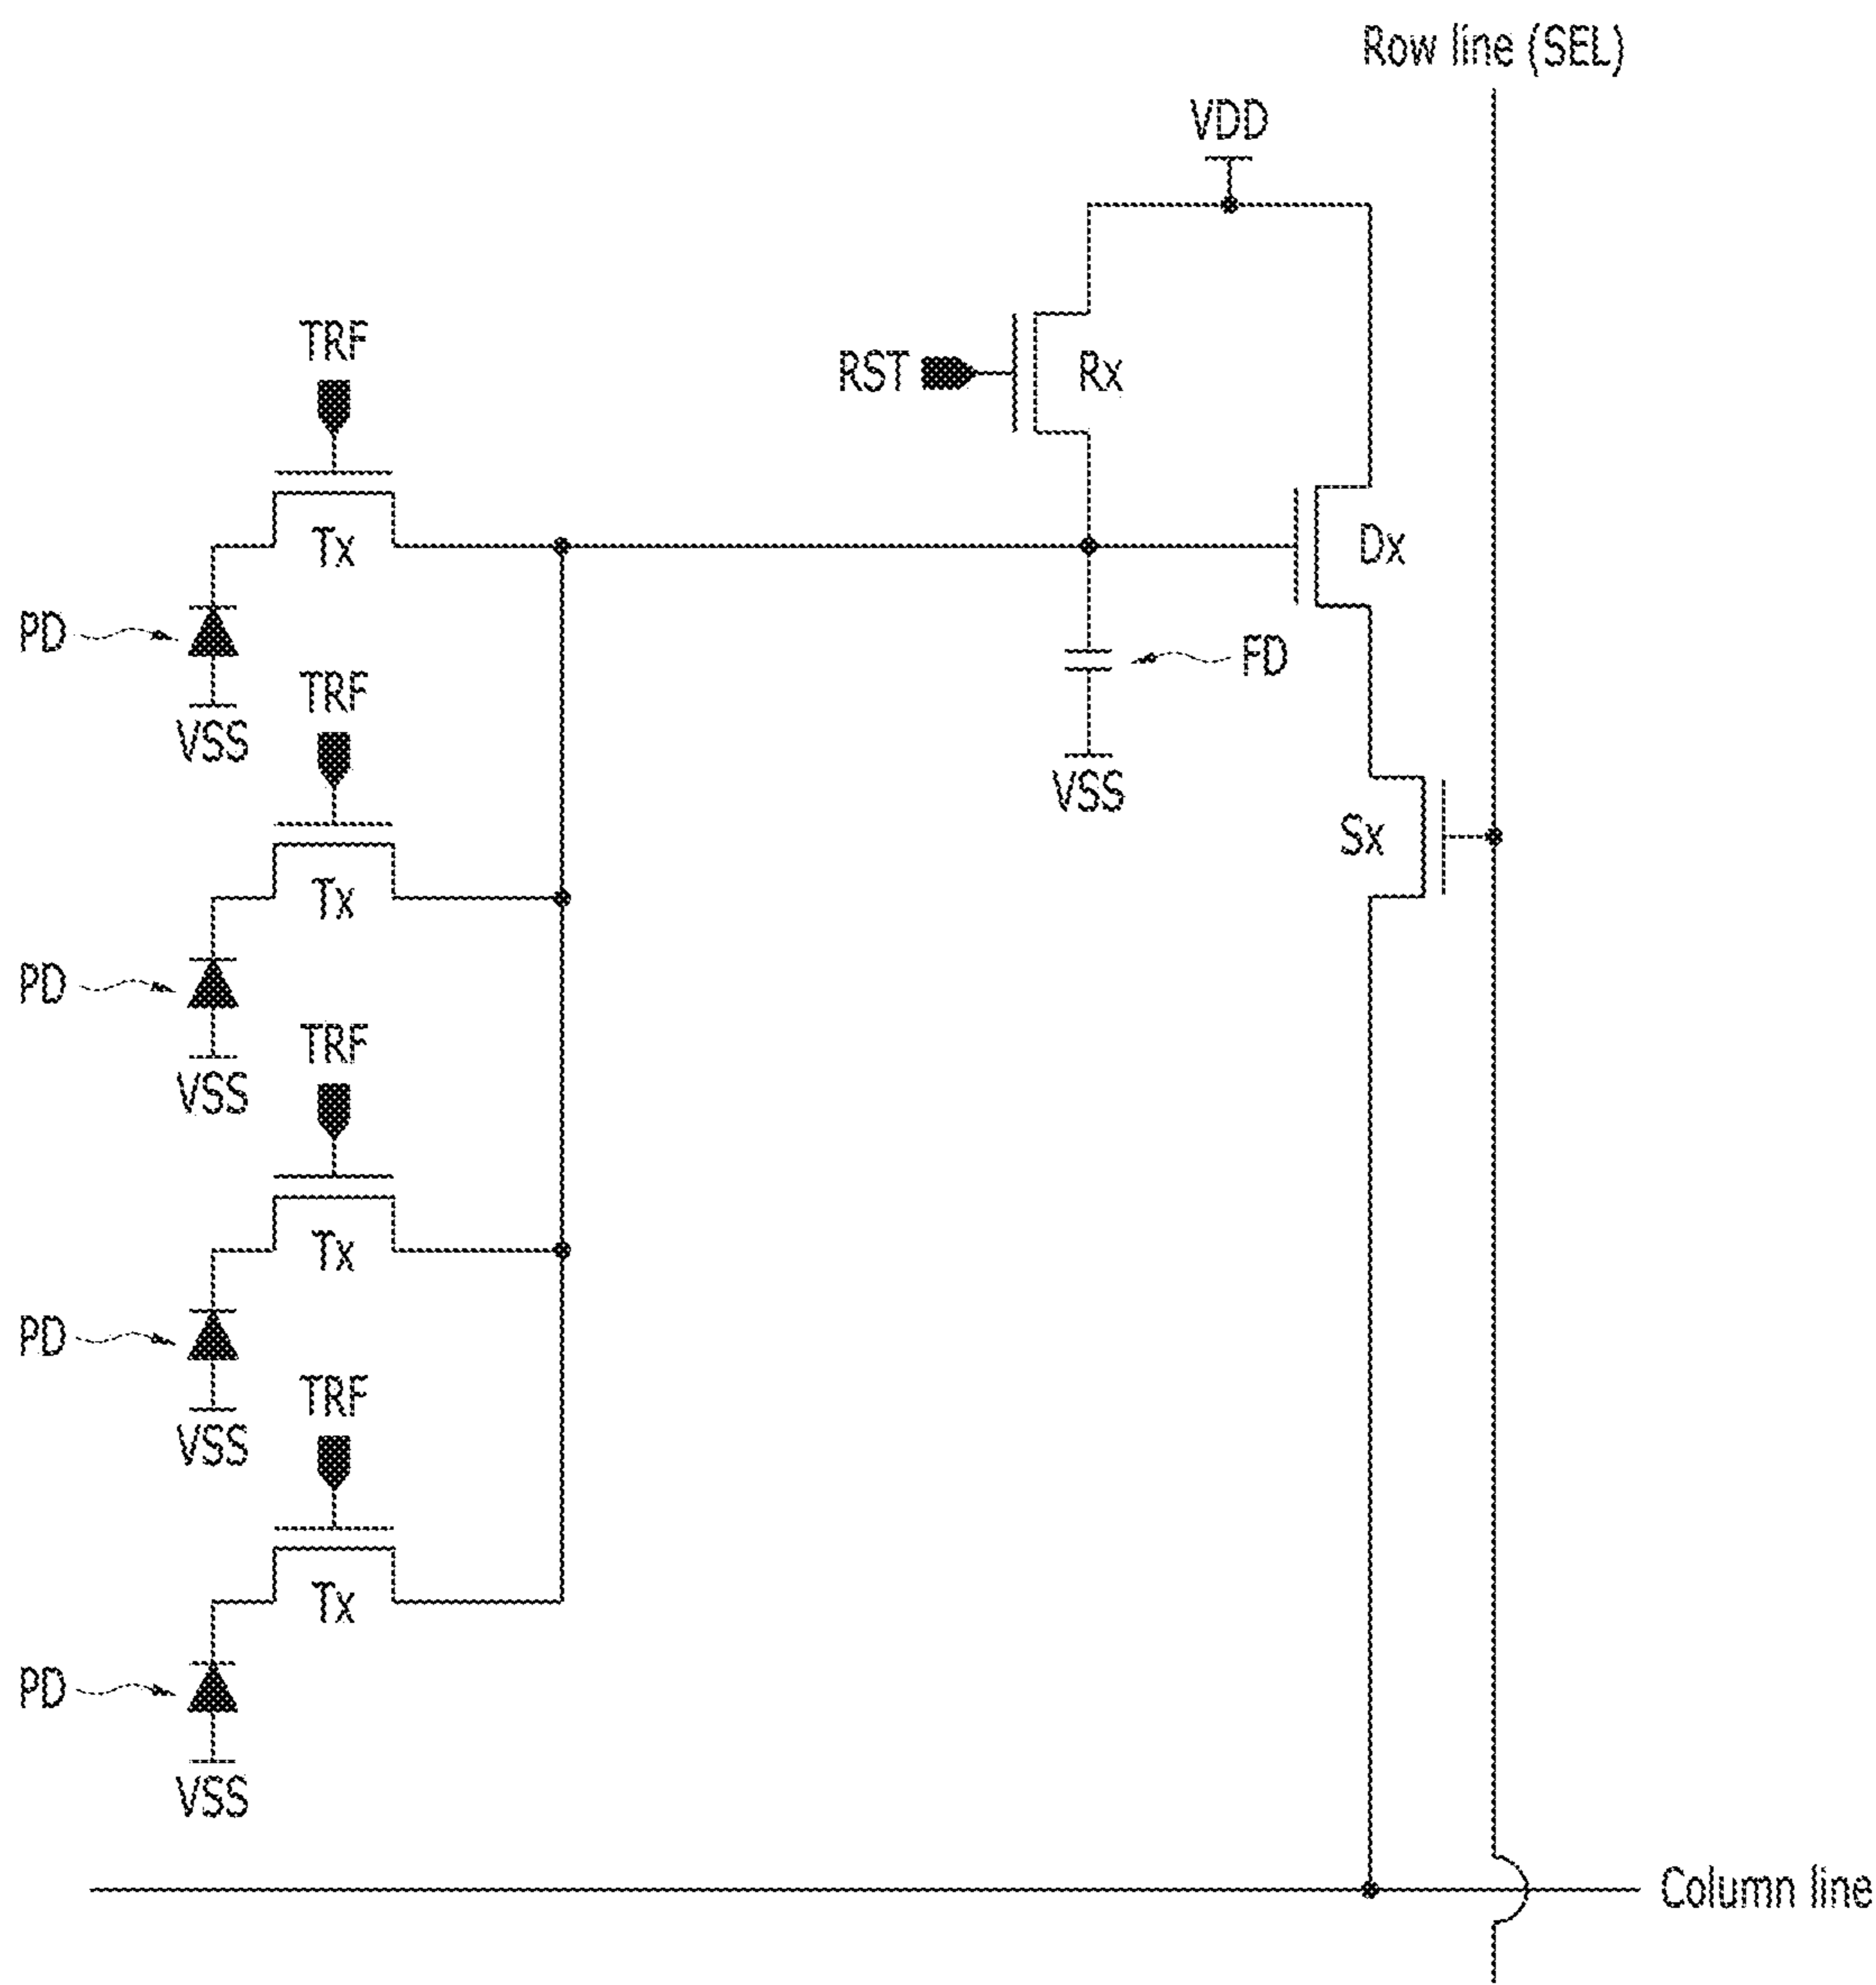 Row line (SEL)
VDD
TRF
RST
Rx
Tx
Dx
PD
FD
TRF
VSS
VSS
Sx
Tx
PD
TRF
VSS
Tx
PD
TRF
VSS
Tx
PD
VSS
Column line